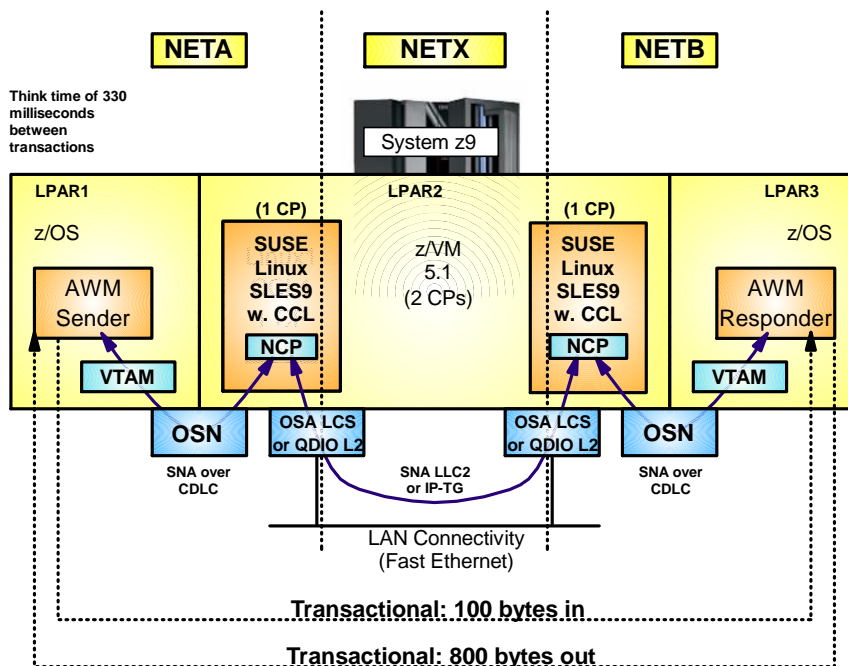 NETA
NETX
NETB
Think time of 330
milliseconds
between
transactions
System z9
LPAR1
LPAR2
LPAR3
z/OS
(1 CP)
SUSE
Linux
SLES9
w. CCL
NCP
z/VM
5.1
(2 CPs)
(1 CP)
SUSE
Linux
SLES9
w. CCL
NCP
z/OS
AWM
Sender
VTAM
AWM
Responder
VTAM
OSN
OSA LCS
or QDIO L2
OSA LCS
or QDIO L2
OSN
SNA over
CDLC
SNA LLC2
or IP-TG
SNA over
CDLC
LAN Connectivity
(Fast Ethernet)
Transactional: 100 bytes in
Transactional: 800 bytes out